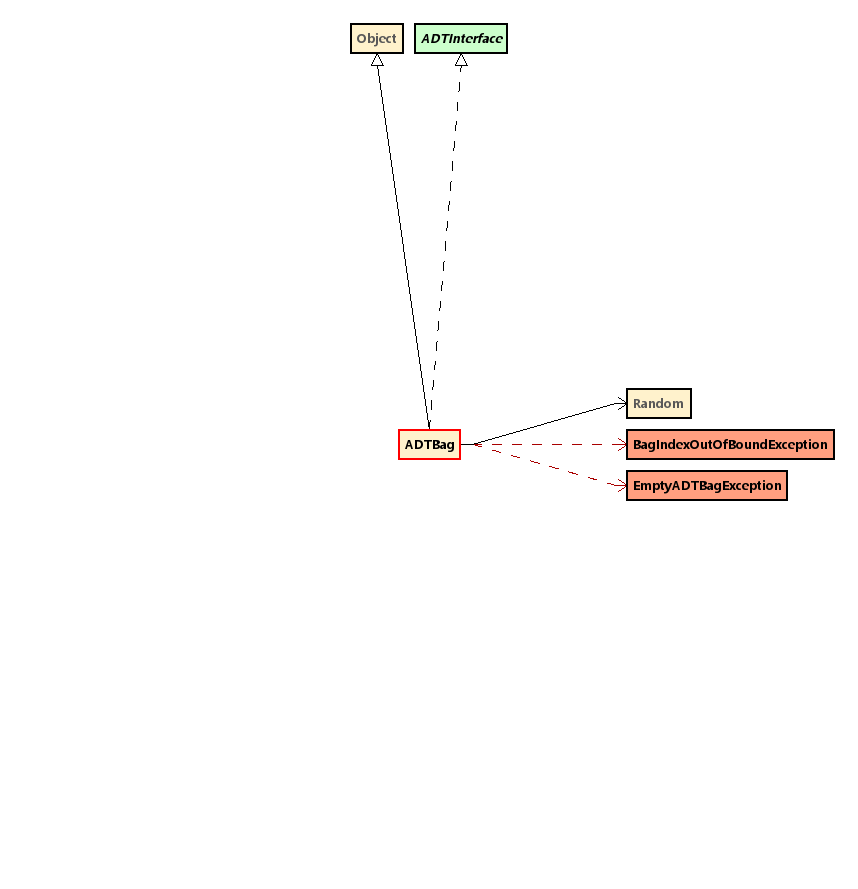 Object
ADTInterface
Random
ADTBag
BagIndexOutOfBoundException
EmptyADTBagException